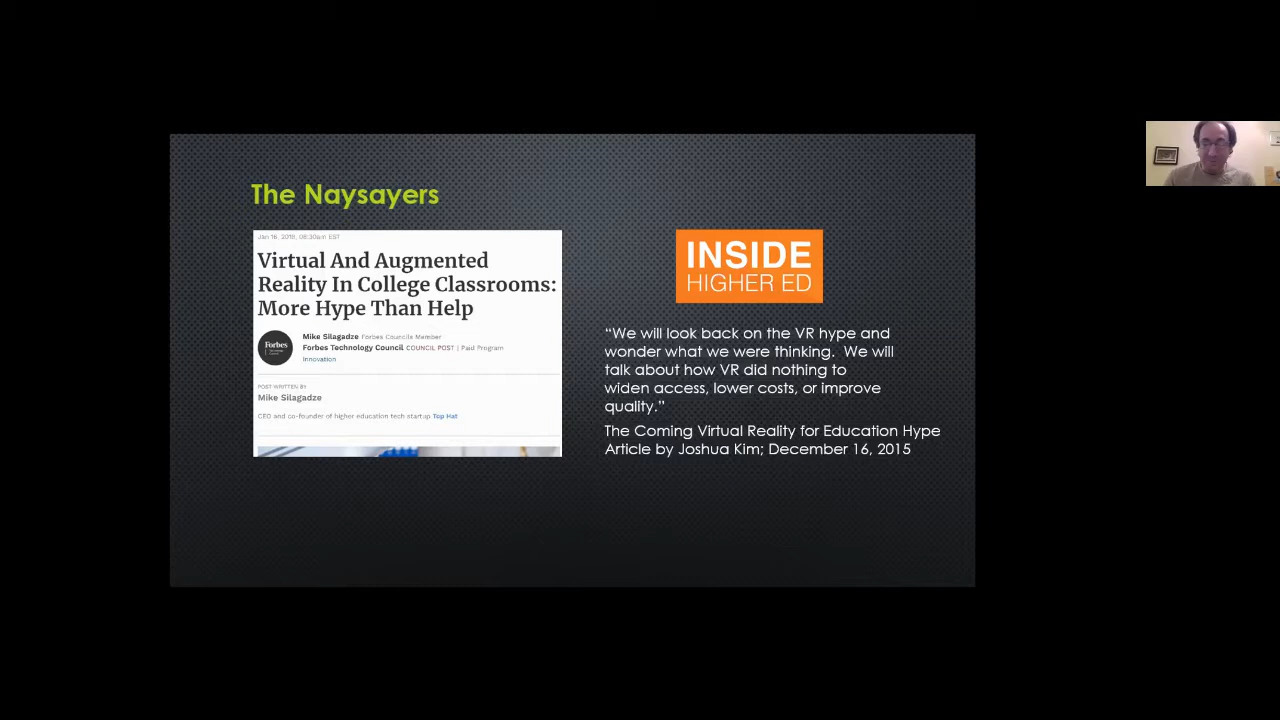 The Naysayers
Jan 16, 2019, 08:30am EST
Virtual And Augmented
Reality In College Classrooms:
More Hype Than Help
Forbes
Mike Silagadze Forbes Councils Member
Forbes Technology Council COUNCIL POST | Paid Program
Innovation
POST WRITTEN BY
Mike Silagadze
CEO and co-founder of higher education tech startup Top Hat
INSIDE
HIGHER ED
“We will look back on the VR hype and
wonder what we were thinking.  We will
talk about how VR did nothing to
widen access, lower costs, or improve
quality.”
The Coming Virtual Reality for Education Hype
Article by Joshua Kim; December 16, 2015